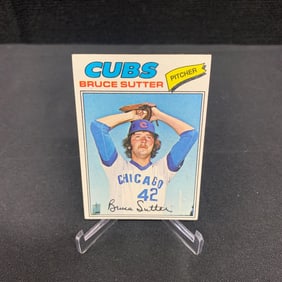 CUBS
BRUCE SUTTER
PITCHER
CHICAGO
42
Bruce Sutter